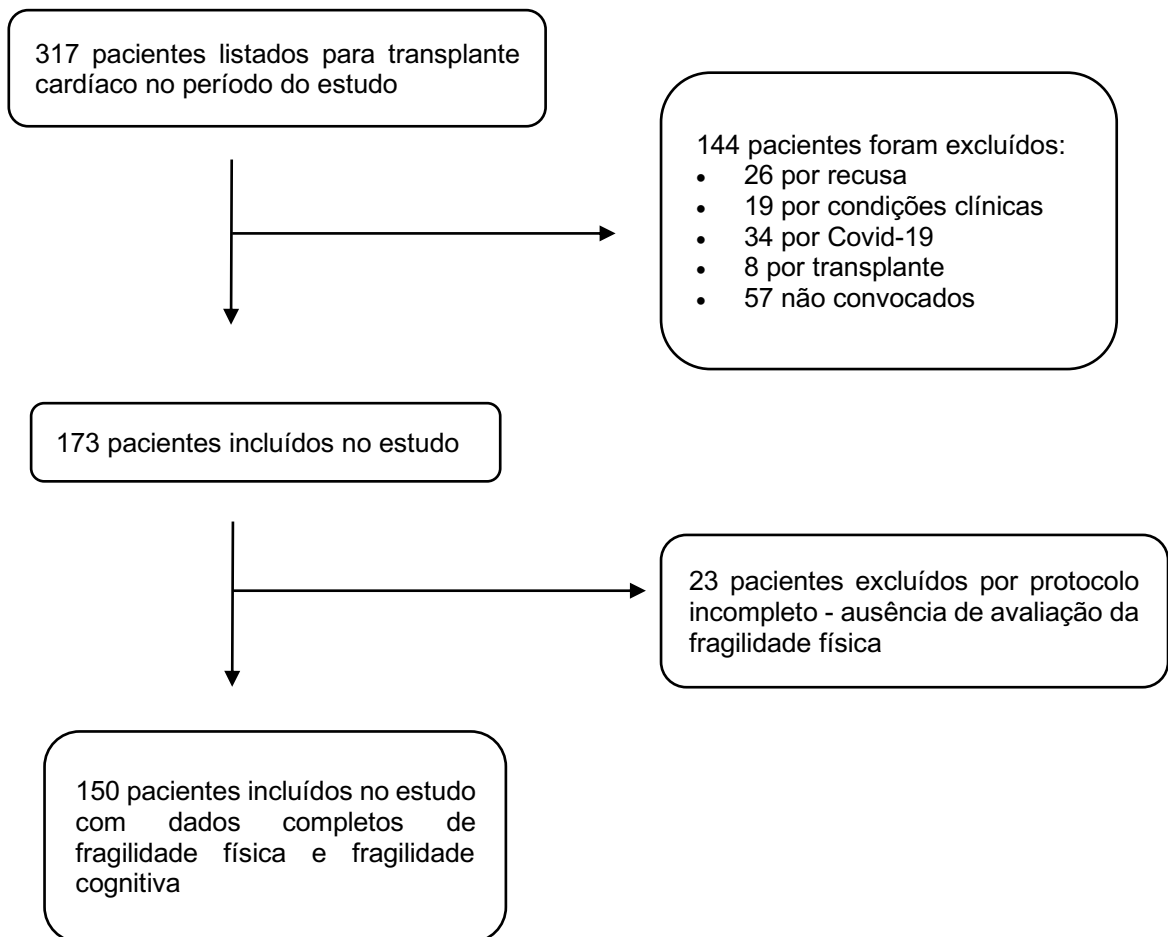 317 pacientes listados para transplante
cardíaco no período do estudo
144 pacientes foram excluídos:
• 26 por recusa
• 19 por condições clínicas
• 34 por Covid-19
• 8 por transplante
• 57 não convocados
173 pacientes incluídos no estudo
23 pacientes excluídos por protocolo
incompleto - ausência de avaliação da
fragilidade física
150 pacientes incluídos no estudo
com dados completos de
fragilidade física e fragilidade
cognitiva